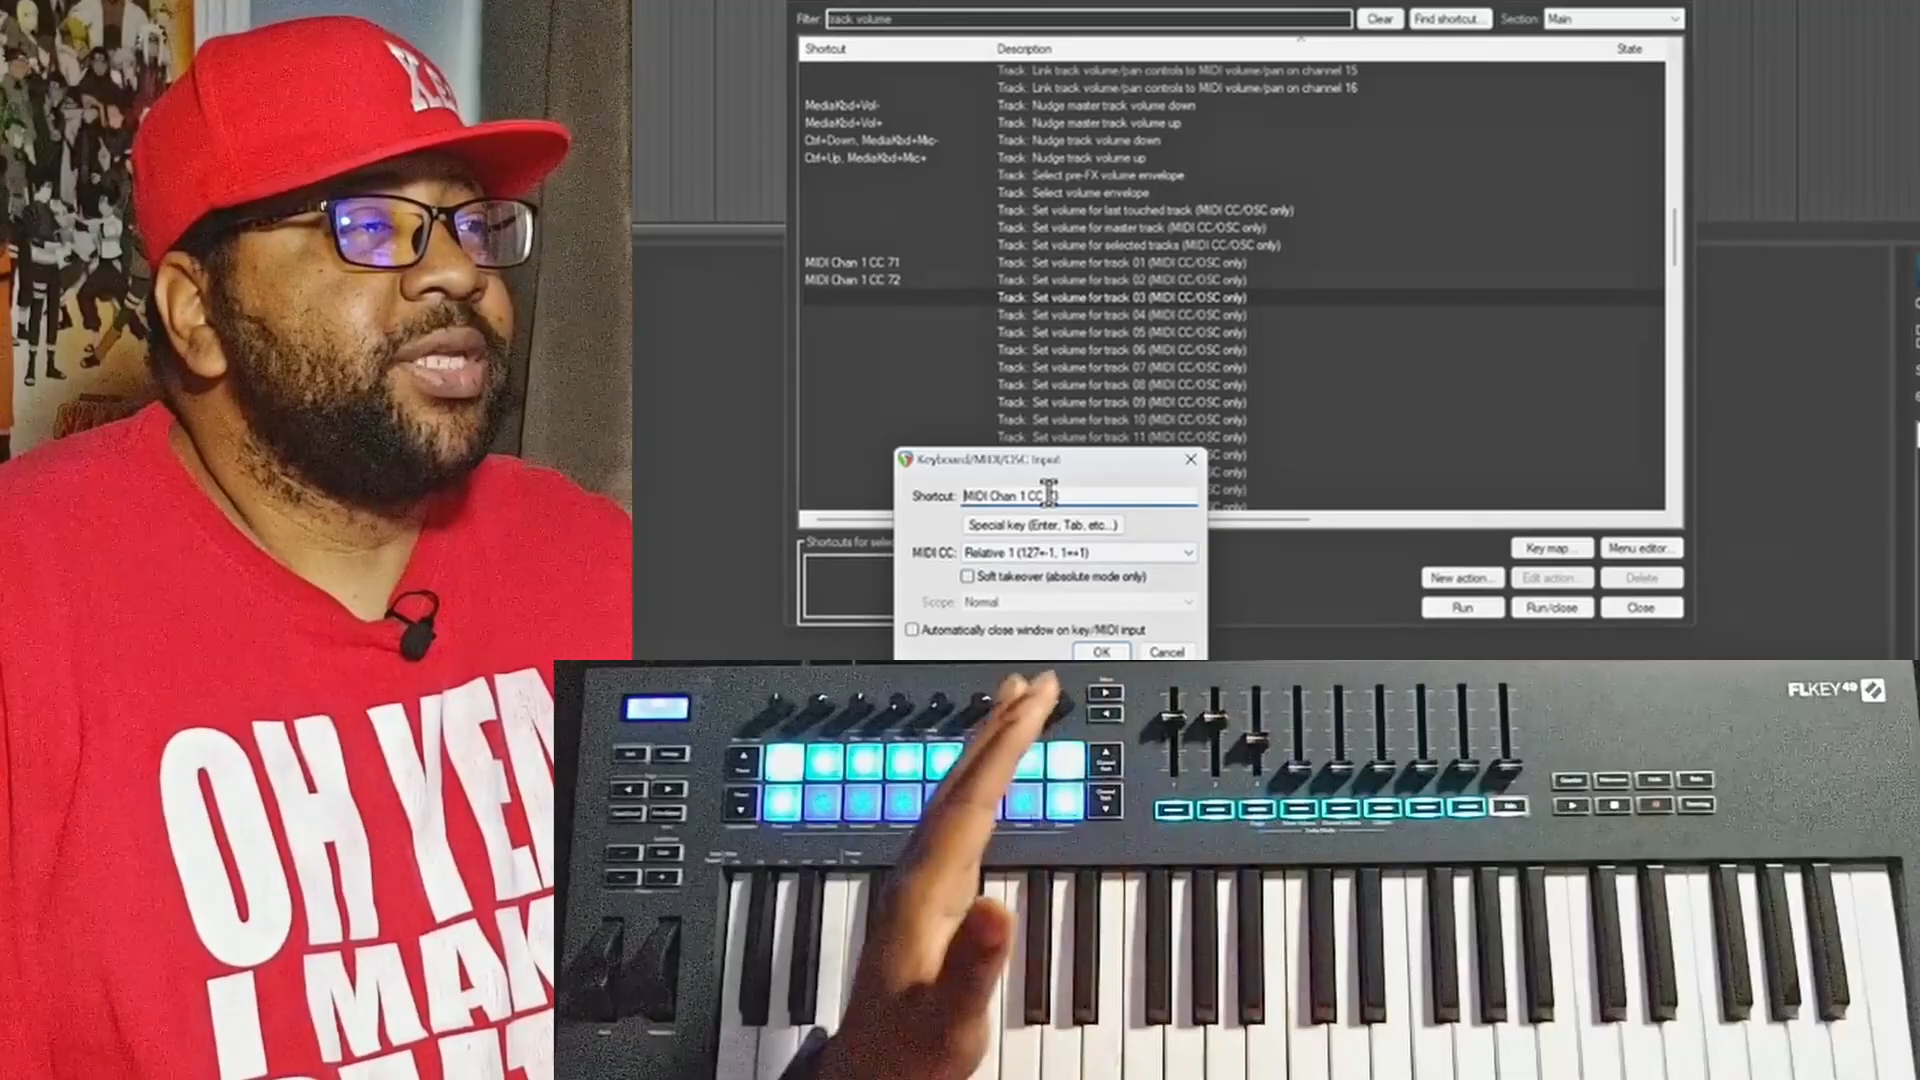 Filter: track volume Clear Find shortcut... Section: Main
Shortcut Description State
Track: Link track volume/pan controls to MIDI volume/pan on channel 15
Track: Link track volume/pan controls to MIDI volume/pan on channel 16
MediaKbd+Vol- Track: Nudge master track volume down
MediaKbd+Vol+ Track: Nudge master track volume up
Ctrl+Down, MediaKbd+Mic- Track: Nudge track volume down
Ctrl+Up, MediaKbd+Mic+ Track: Nudge track volume up
Track: Select pre-FX volume envelope
Track: Select volume envelope
Track: Set volume for last touched track (MIDI CC/OSC only)
Track: Set volume for master track (MIDI CC/OSC only)
Track: Set volume for selected tracks (MIDI CC/OSC only)
MIDI Chan 1 CC 71 Track: Set volume for track 01 (MIDI CC/OSC only)
MIDI Chan 1 CC 72 Track: Set volume for track 02 (MIDI CC/OSC only)
Track: Set volume for track 03 (MIDI CC/OSC only)
Track: Set volume for track 04 (MIDI CC/OSC only)
Track: Set volume for track 05 (MIDI CC/OSC only)
Track: Set volume for track 06 (MIDI CC/OSC only)
Track: Set volume for track 07 (MIDI CC/OSC only)
Track: Set volume for track 08 (MIDI CC/OSC only)
Track: Set volume for track 09 (MIDI CC/OSC only)
Track: Set volume for track 10 (MIDI CC/OSC only)
Track: Set volume for track 11 (MIDI CC/OSC only)
SC only)
SC only)
SC only)
Keyboard/MIDI/OSC Input
Shortcut: MIDI Chan 1 CC
Special key (Enter, Tab, etc...)
MIDI CC: Relative 1 (127=-1, 1=+1)
Soft takeover (absolute mode only)
Scope: Normal
Automatically close window on key/MIDI input
OK Cancel
Shortcuts for selec
Key map... Menu editor...
New action... Edit action... Delete
Run Run/close Close
FLKEY 49
OH YEA
I MAK